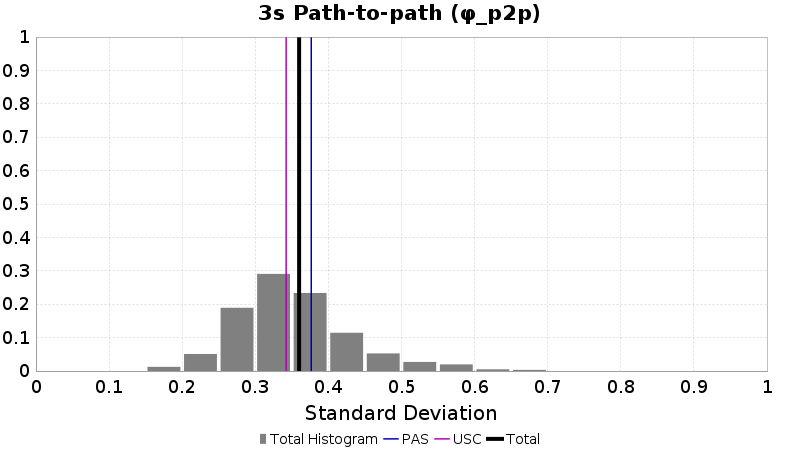 3s Path-to-path (φ_p2p)
1
0.9
0.8
0.7
0.6
0.5
0.4
0.3
0.2
0.1
0
0 0.1 0.2 0.3 0.4 0.5 0.6 0.7 0.8 0.9 1
Standard Deviation
Total Histogram PAS USC Total